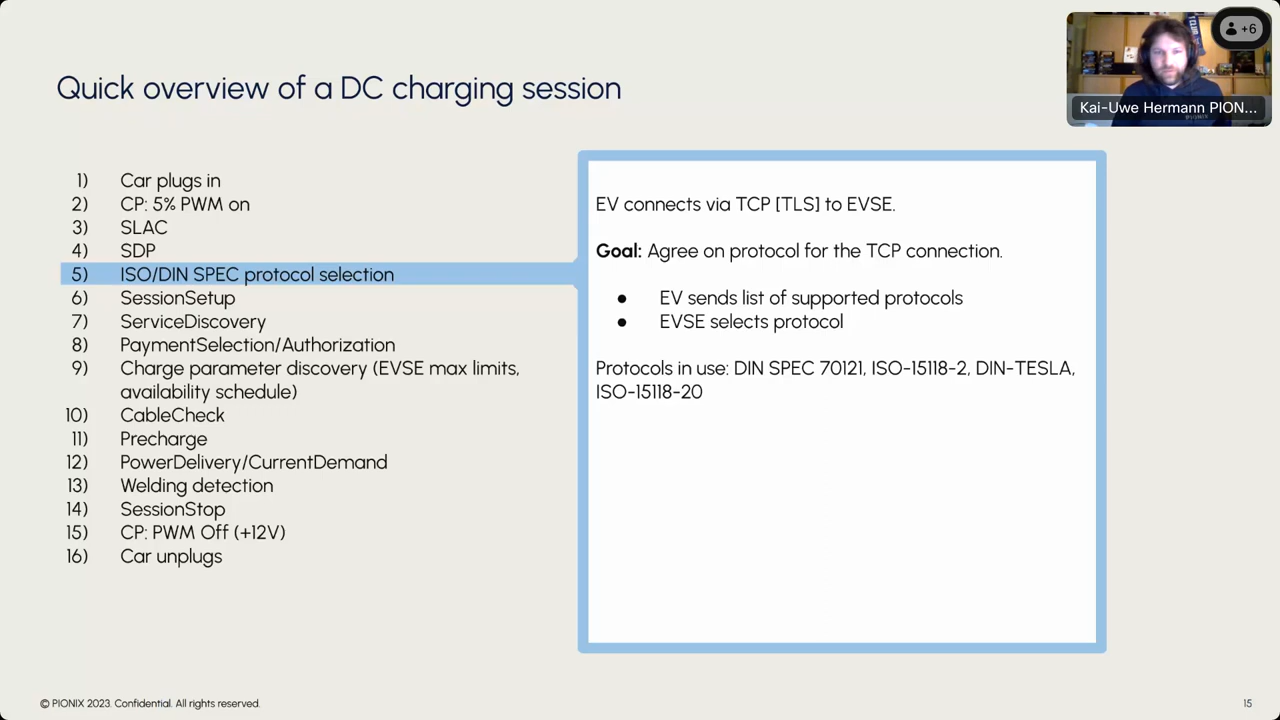 Quick overview of a DC charging session
+6
Kai-Uwe Hermann PION...
1) Car plugs in
2) CP: 5% PWM on
3) SLAC
4) SDP
5) ISO/DIN SPEC protocol selection
6) SessionSetup
7) ServiceDiscovery
8) PaymentSelection/Authorization
9) Charge parameter discovery (EVSE max limits,
availability schedule)
10) CableCheck
11) Precharge
12) PowerDelivery/CurrentDemand
13) Welding detection
14) SessionStop
15) CP: PWM Off (+12V)
16) Car unplugs
EV connects via TCP [TLS] to EVSE.
Goal: Agree on protocol for the TCP connection.
● EV sends list of supported protocols
● EVSE selects protocol
Protocols in use: DIN SPEC 70121, ISO-15118-2, DIN-TESLA,
ISO-15118-20
© PIONIX 2023. Confidential. All rights reserved.
15